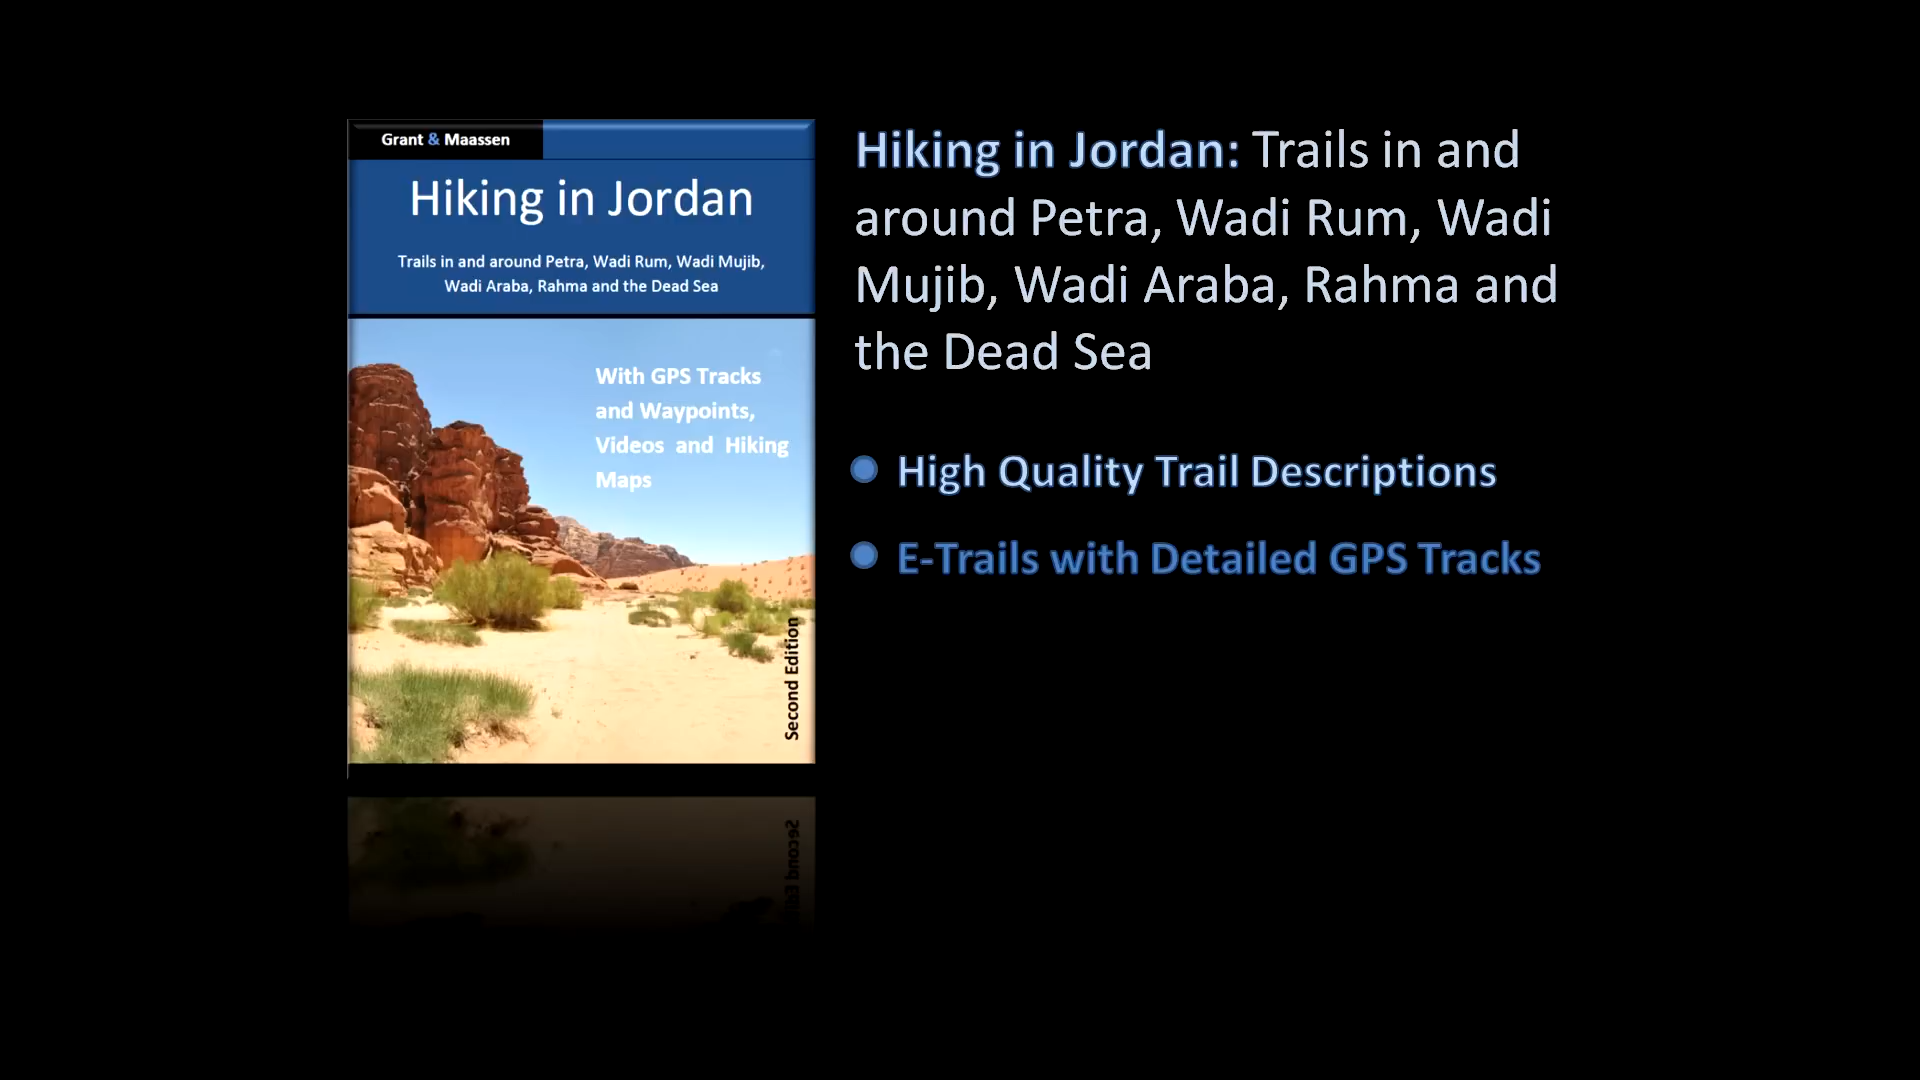 Grant & Maassen
Hiking in Jordan
Trails in and around Petra, Wadi Rum, Wadi Mujib,
Wadi Araba, Rahma and the Dead Sea
With GPS Tracks
and Waypoints,
Videos and Hiking
Maps
Second Edition
Hiking in Jordan: Trails in and
around Petra, Wadi Rum, Wadi
Mujib, Wadi Araba, Rahma and
the Dead Sea
High Quality Trail Descriptions
E-Trails with Detailed GPS Tracks